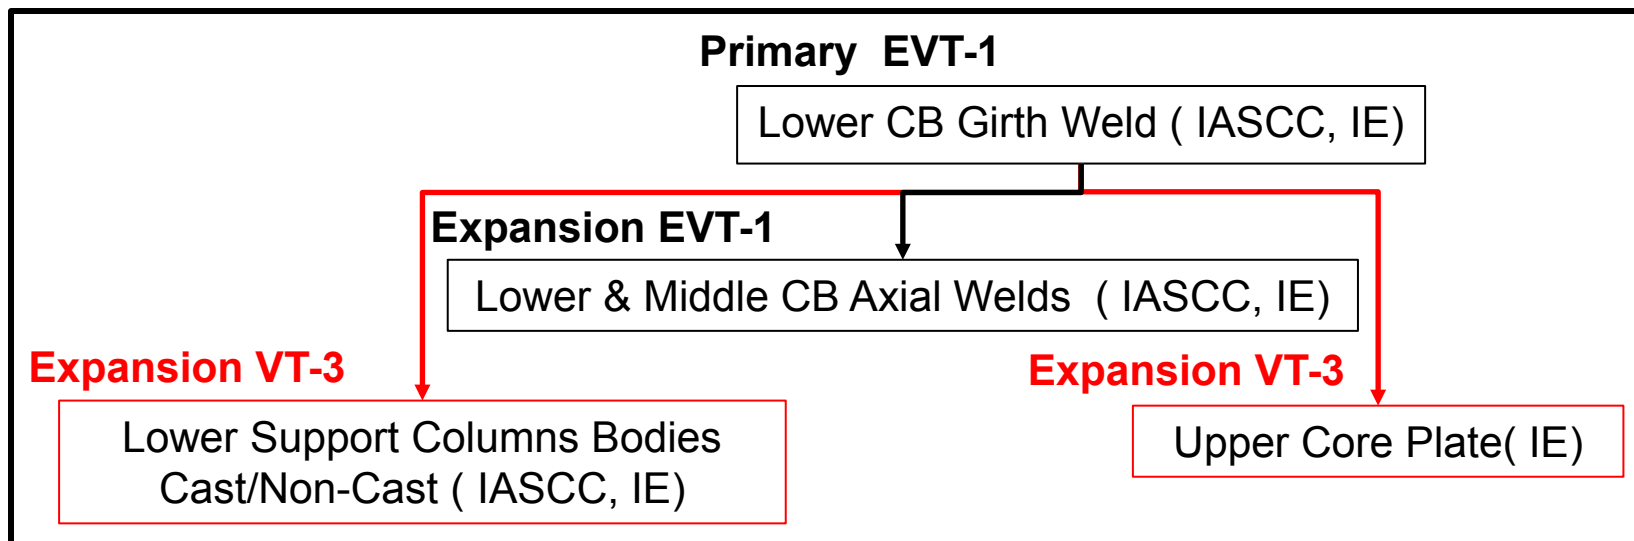 Primary  EVT-1
Lower CB Girth Weld ( IASCC, IE)
Expansion EVT-1
Lower & Middle CB Axial Welds  ( IASCC, IE)
Expansion VT-3
Lower Support Columns Bodies
Cast/Non-Cast ( IASCC, IE)
Expansion VT-3
Upper Core Plate( IE)